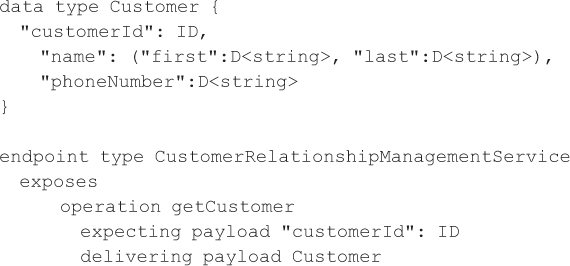 data type Customer {
  "customerId": ID,
    "name": ("first":D<string>, "last":D<string>),
    "phoneNumber":D<string>
}

endpoint type CustomerRelationshipManagementService
  exposes
      operation getCustomer
        expecting payload "customerId": ID
        delivering payload Customer